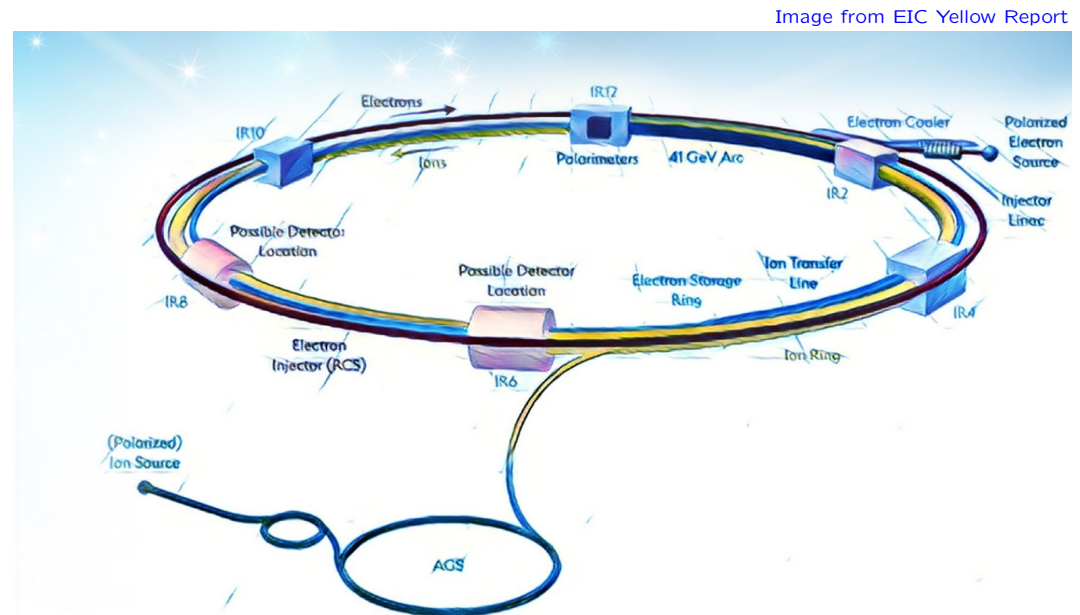 Image from EIC Yellow Report
IR12
Electrons
IR10
Electron Cooler
Polarized
Electron
Source
Ions
Polarimeters
41 GeV Arc
IR2
Injector
Linac
Possible Detector
Location
IR8
Possible Detector
Location
Electron Storage
Ring
Ion Transfer
Line
IR4
Electron
Injector (RCS)
IR6
Ion Ring
(Polarized)
Ion Source
AGS